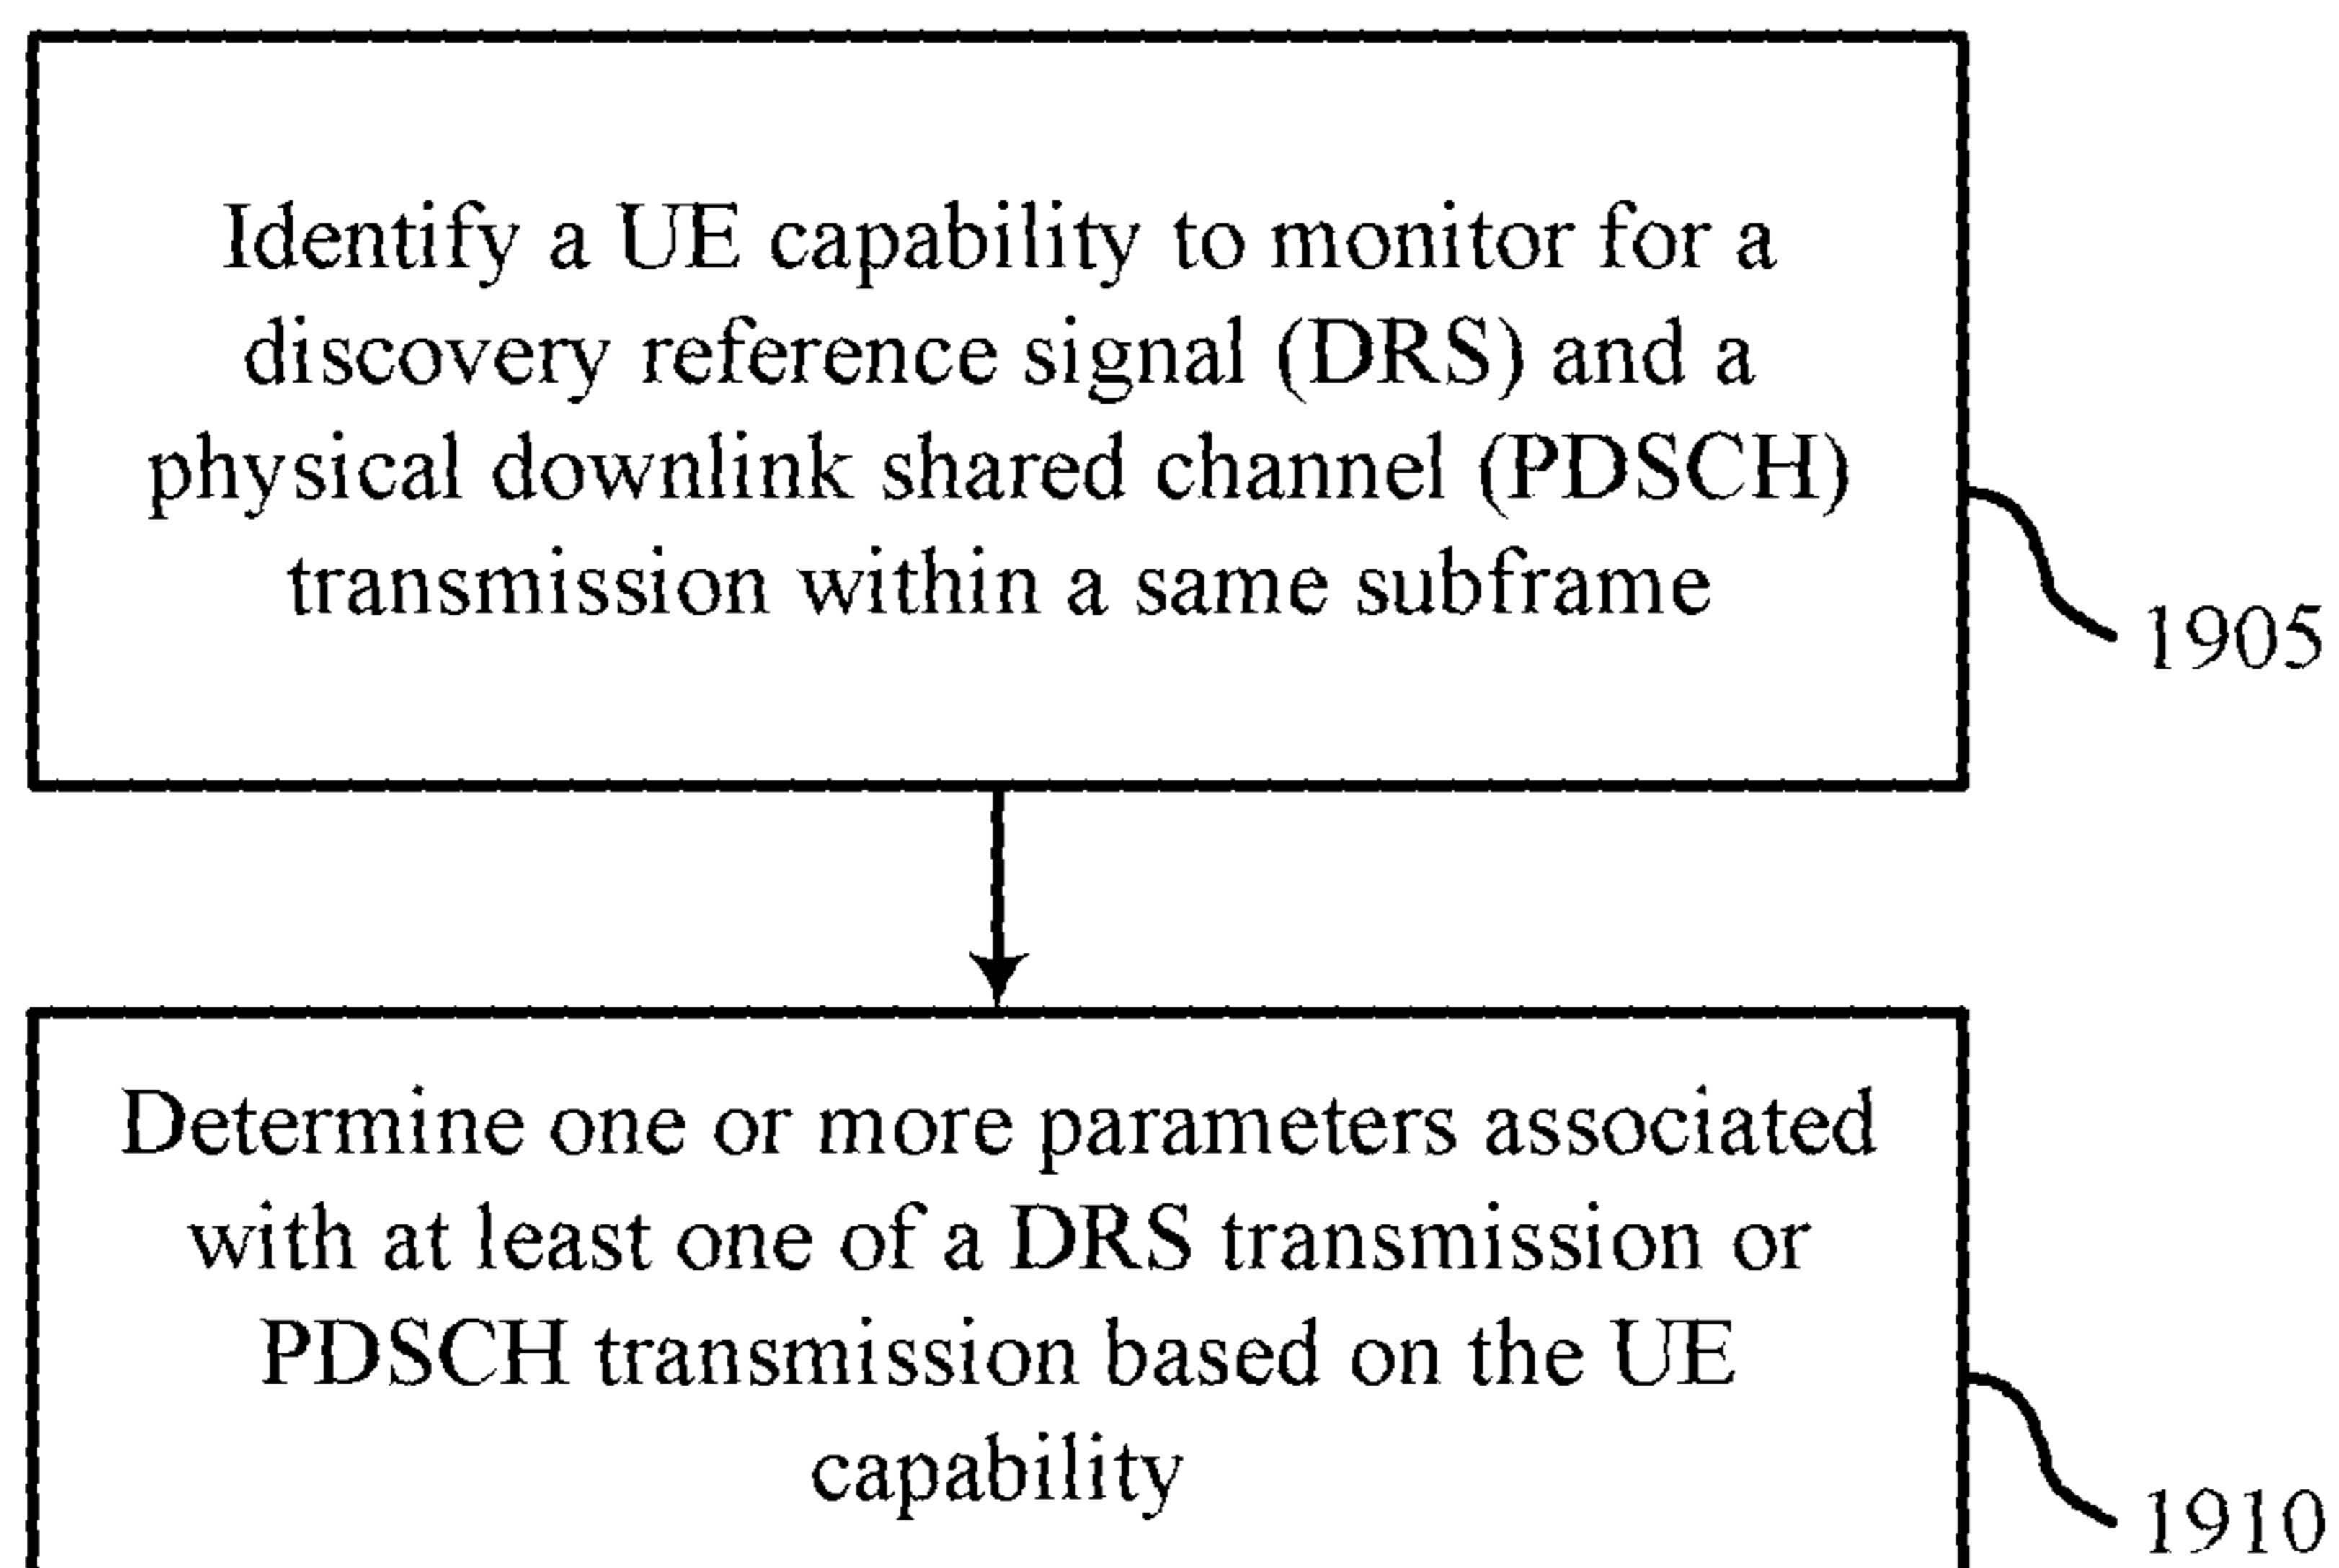 Identify a UE capability to monitor for a
discovery reference signal (DRS) and a
physical downlink shared channel (PDSCH)
transmission within a same subframe
1905
Determine one or more parameters associated
with at least one of a DRS transmission or
PDSCH transmission based on the UE
capability
1910